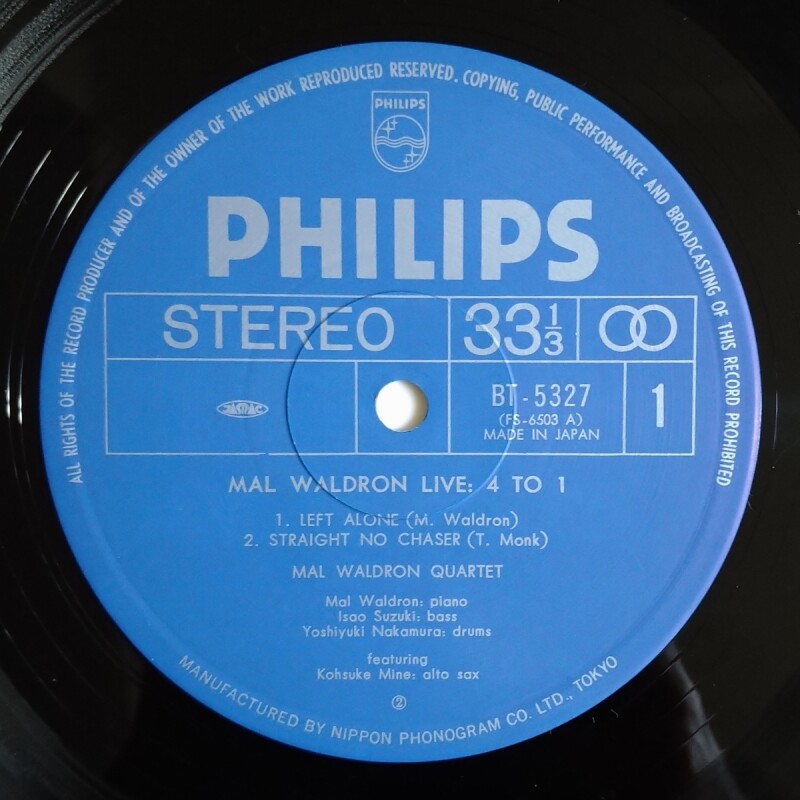 ALL RIGHTS OF THE RECORD PRODUCER AND OF THE OWNER OF THE WORK REPRODUCED RESERVED. COPYING, PUBLIC PERFORMANCE AND BROADCASTING OF THIS RECORD PROHIBITED
PHILIPS
PHILIPS
STEREO
33 1/3
BT-5327
(FS-6503 A)
MADE IN JAPAN
1
JASRAC
MAL WALDRON LIVE: 4 TO 1
1. LEFT ALONE (M. Waldron)
2. STRAIGHT NO CHASER (T. Monk)
MAL WALDRON QUARTET
Mal Waldron: piano
Isao Suzuki: bass
Yoshiyuki Nakamura: drums
featuring
Kohsuke Mine: alto sax
②
MANUFACTURED BY NIPPON PHONOGRAM CO. LTD., TOKYO